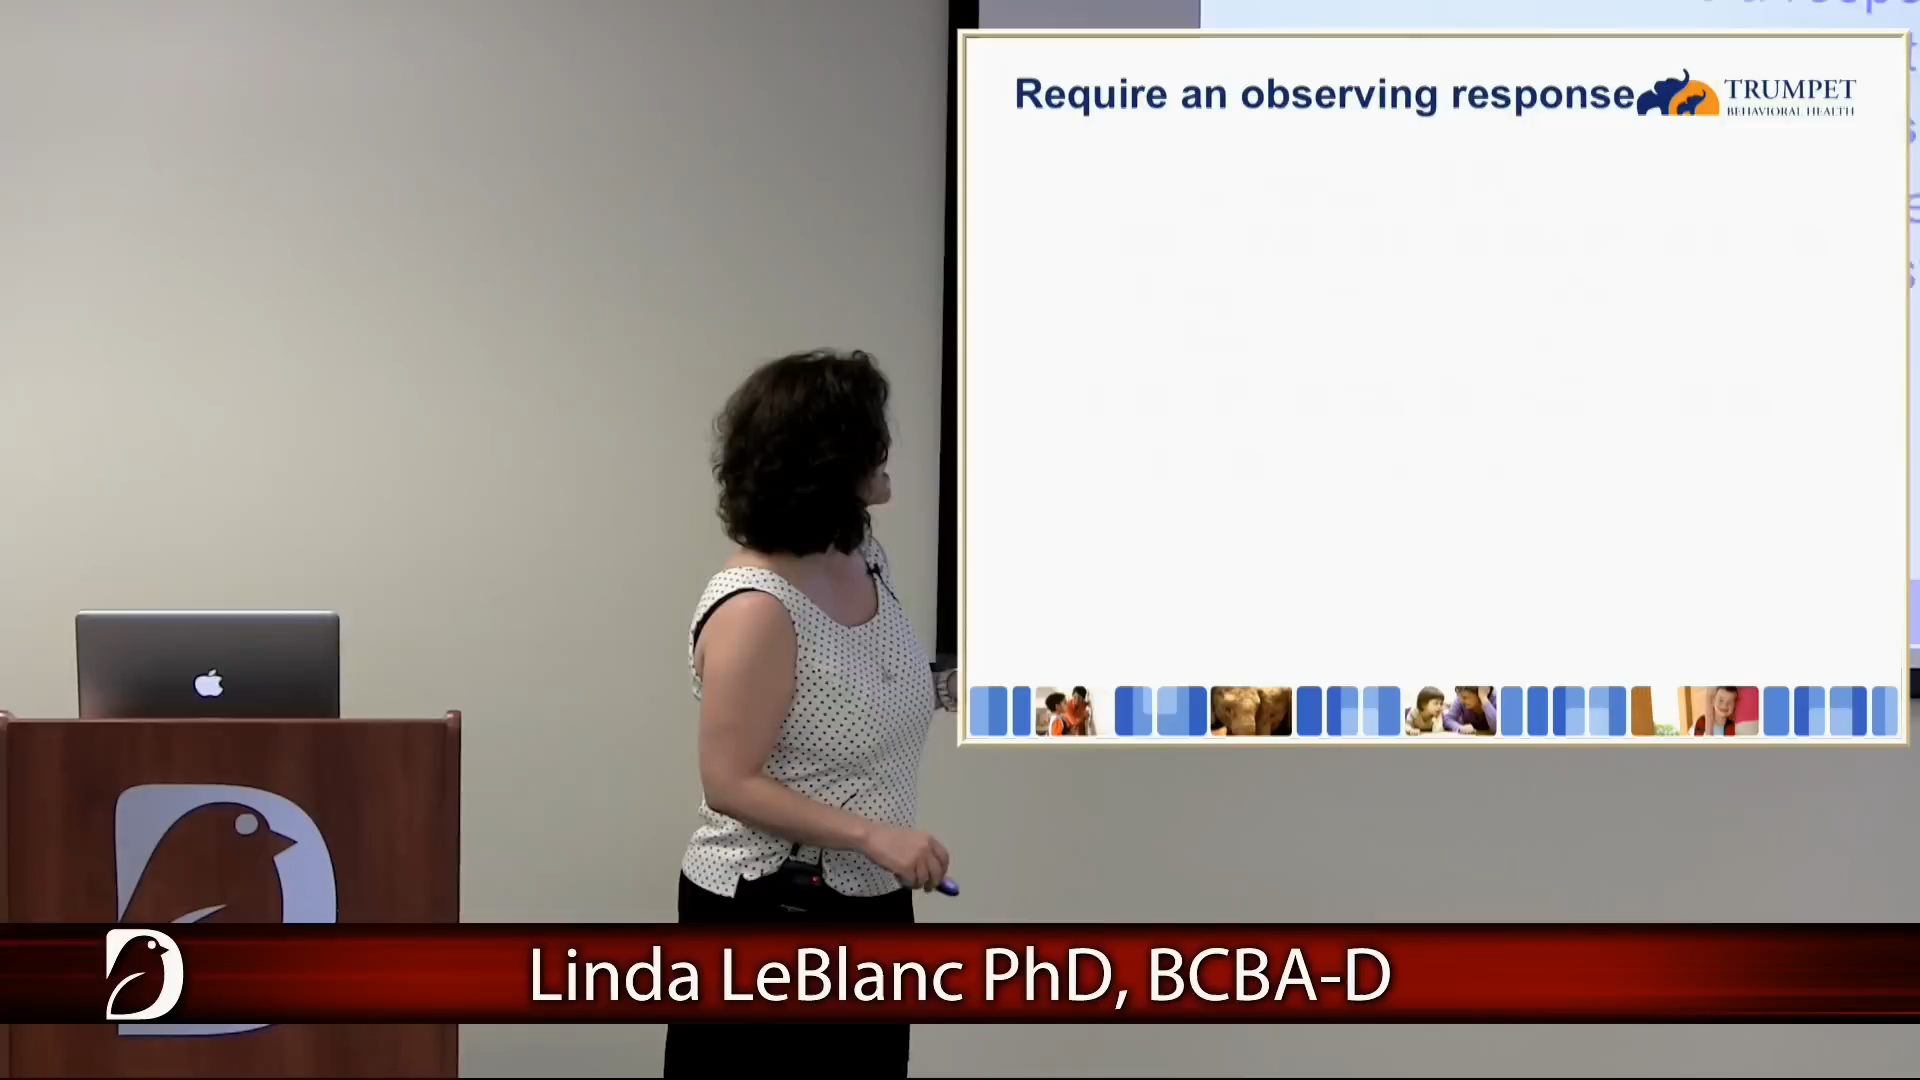 Require an observing response
TRUMPET
BEHAVIORAL HEALTH
Linda LeBlanc PhD, BCBA-D